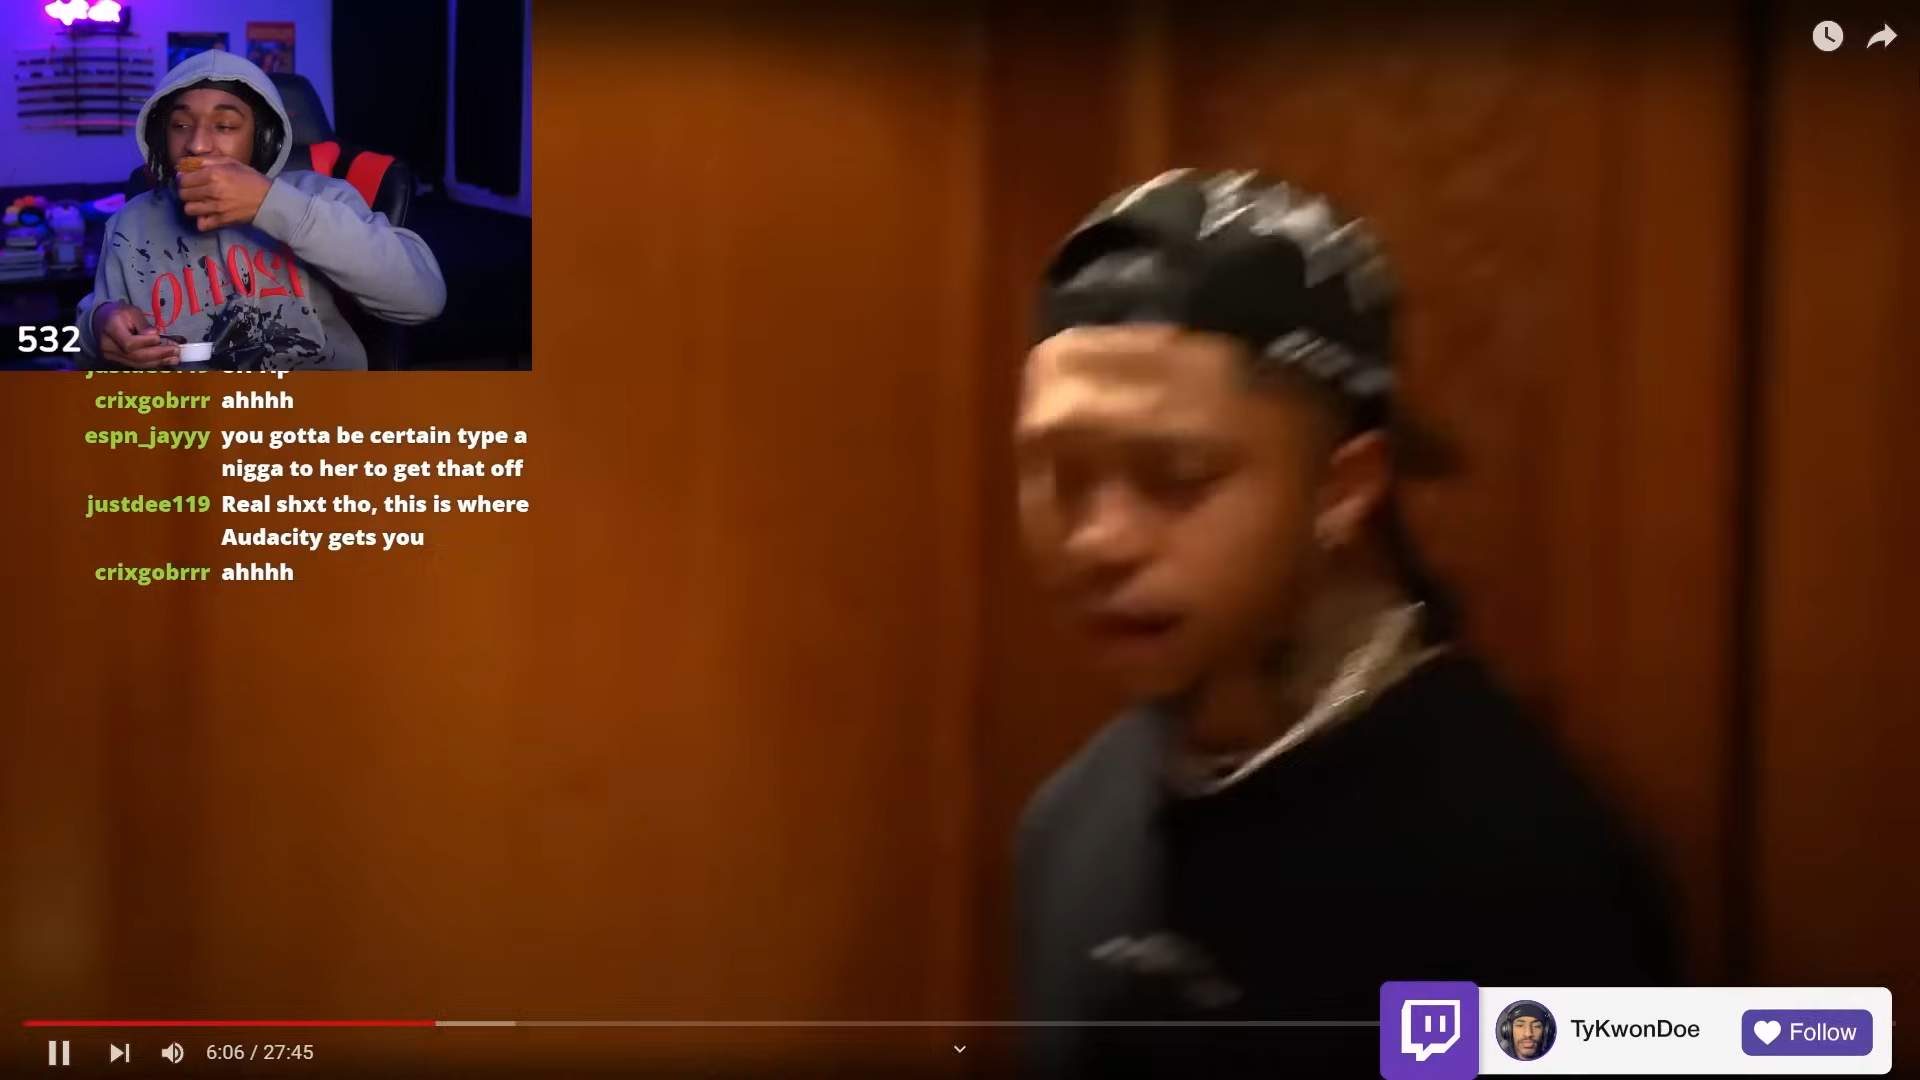 532
crixgobrrr ahhhh
espn_jayyy you gotta be certain type a
nigga to her to get that off
justdee119 Real shxt tho, this is where
Audacity gets you
crixgobrrr ahhhh
6:06 / 27:45
TyKwonDoe
Follow